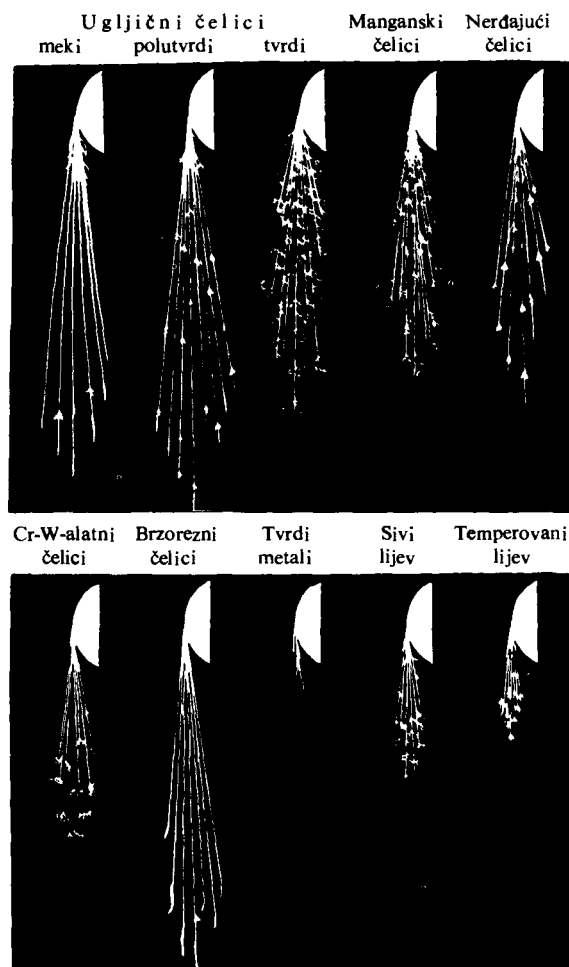 Ugljični čelici
meki polutvrdi tvrdi
Manganski
čelici
Nerđajući
čelici
Cr-W-alatni
čelici
Brzorezni
čelici
Tvrdi
metali
Sivi
lijev
Temperovani
lijev